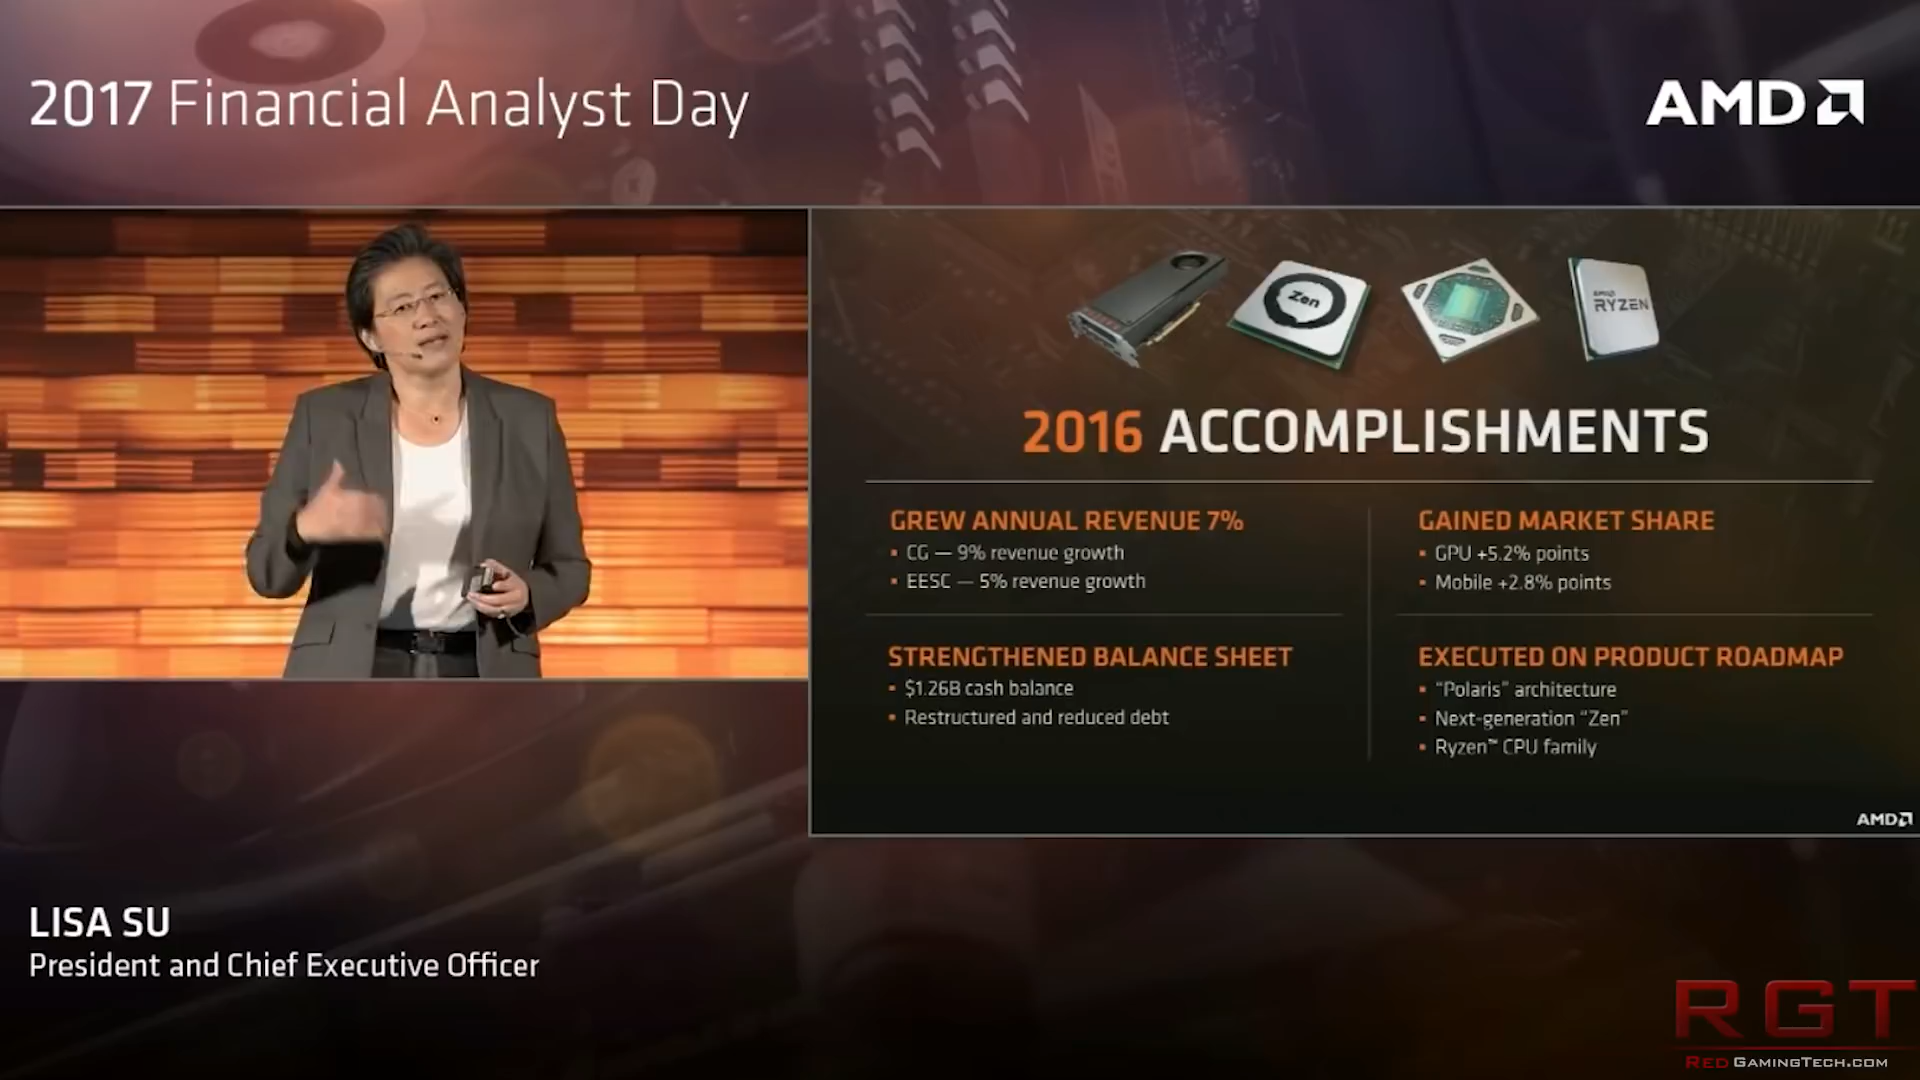 2017 Financial Analyst Day
AMD
Zen
AMD
RYZEN
2016 ACCOMPLISHMENTS
GREW ANNUAL REVENUE 7%
▪ CG — 9% revenue growth
▪ EESC — 5% revenue growth
GAINED MARKET SHARE
▪ GPU +5.2% points
▪ Mobile +2.8% points
STRENGTHENED BALANCE SHEET
▪ $1.26B cash balance
▪ Restructured and reduced debt
EXECUTED ON PRODUCT ROADMAP
▪ “Polaris” architecture
▪ Next-generation “Zen”
▪ Ryzen™ CPU family
AMD
LISA SU
President and Chief Executive Officer
RGT
REDGAMINGTECH.COM